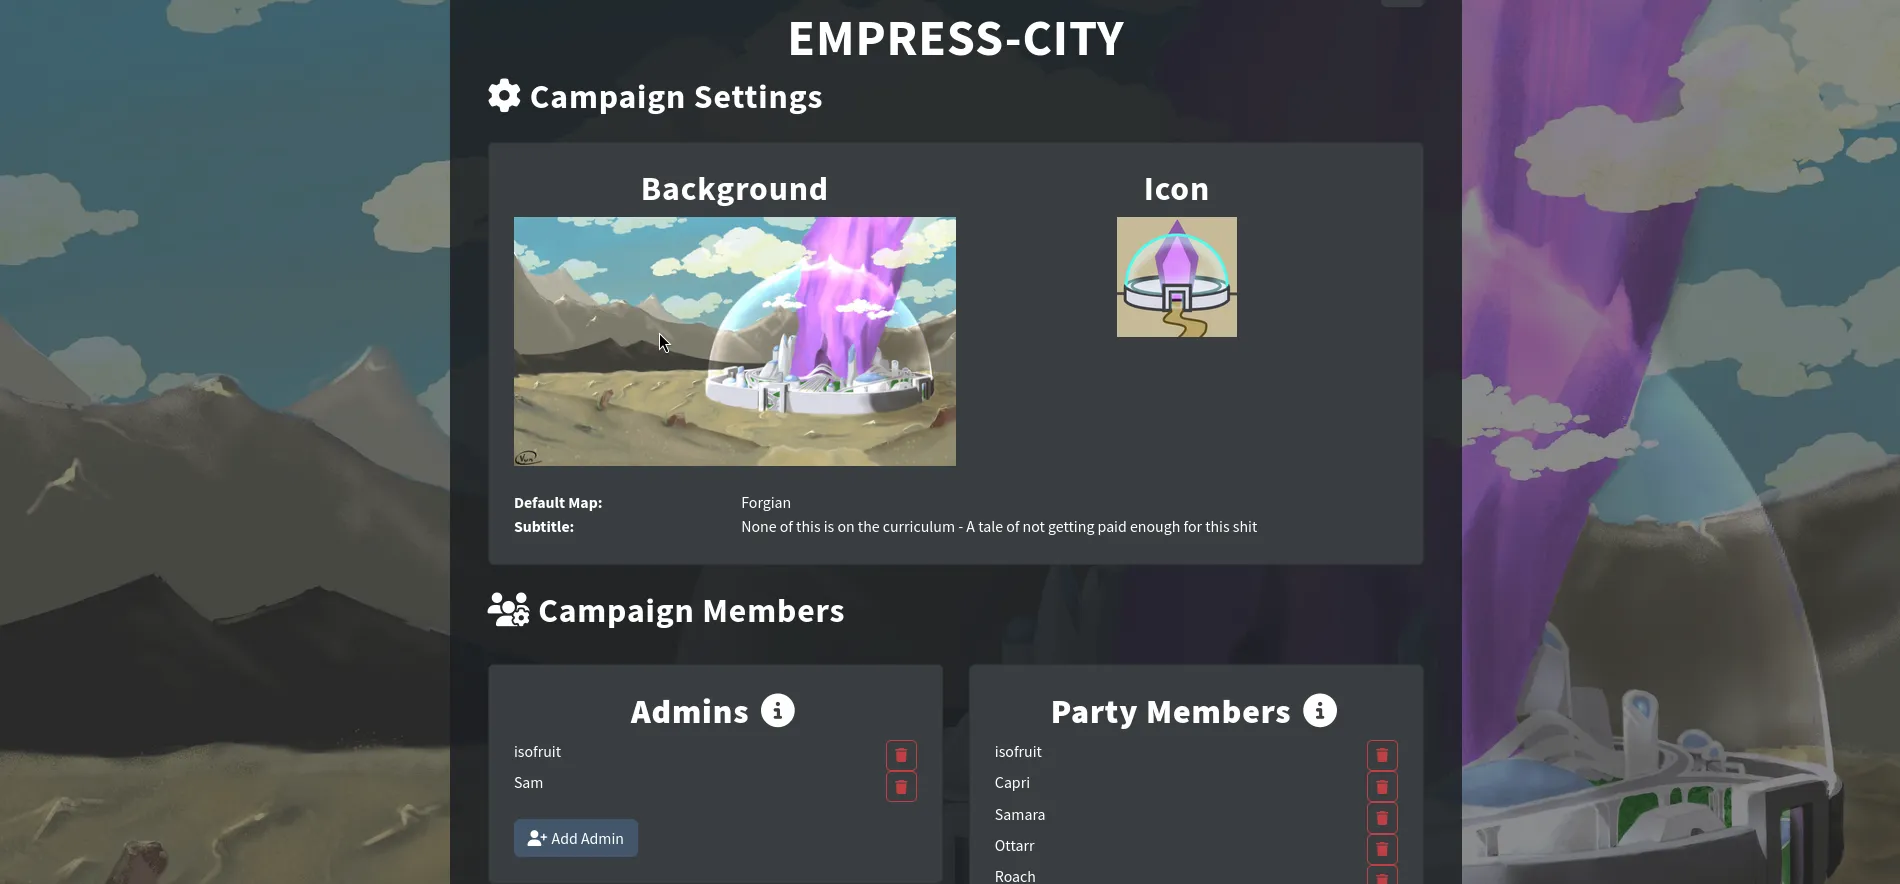 EMPRESS-CITY
Campaign Settings
Background
Icon
Default Map: Forgian
Subtitle: None of this is on the curriculum - A tale of not getting paid enough for this shit
Campaign Members
Admins
isofruit
Sam
Add Admin
Party Members
isofruit
Capri
Samara
Ottarr
Roach